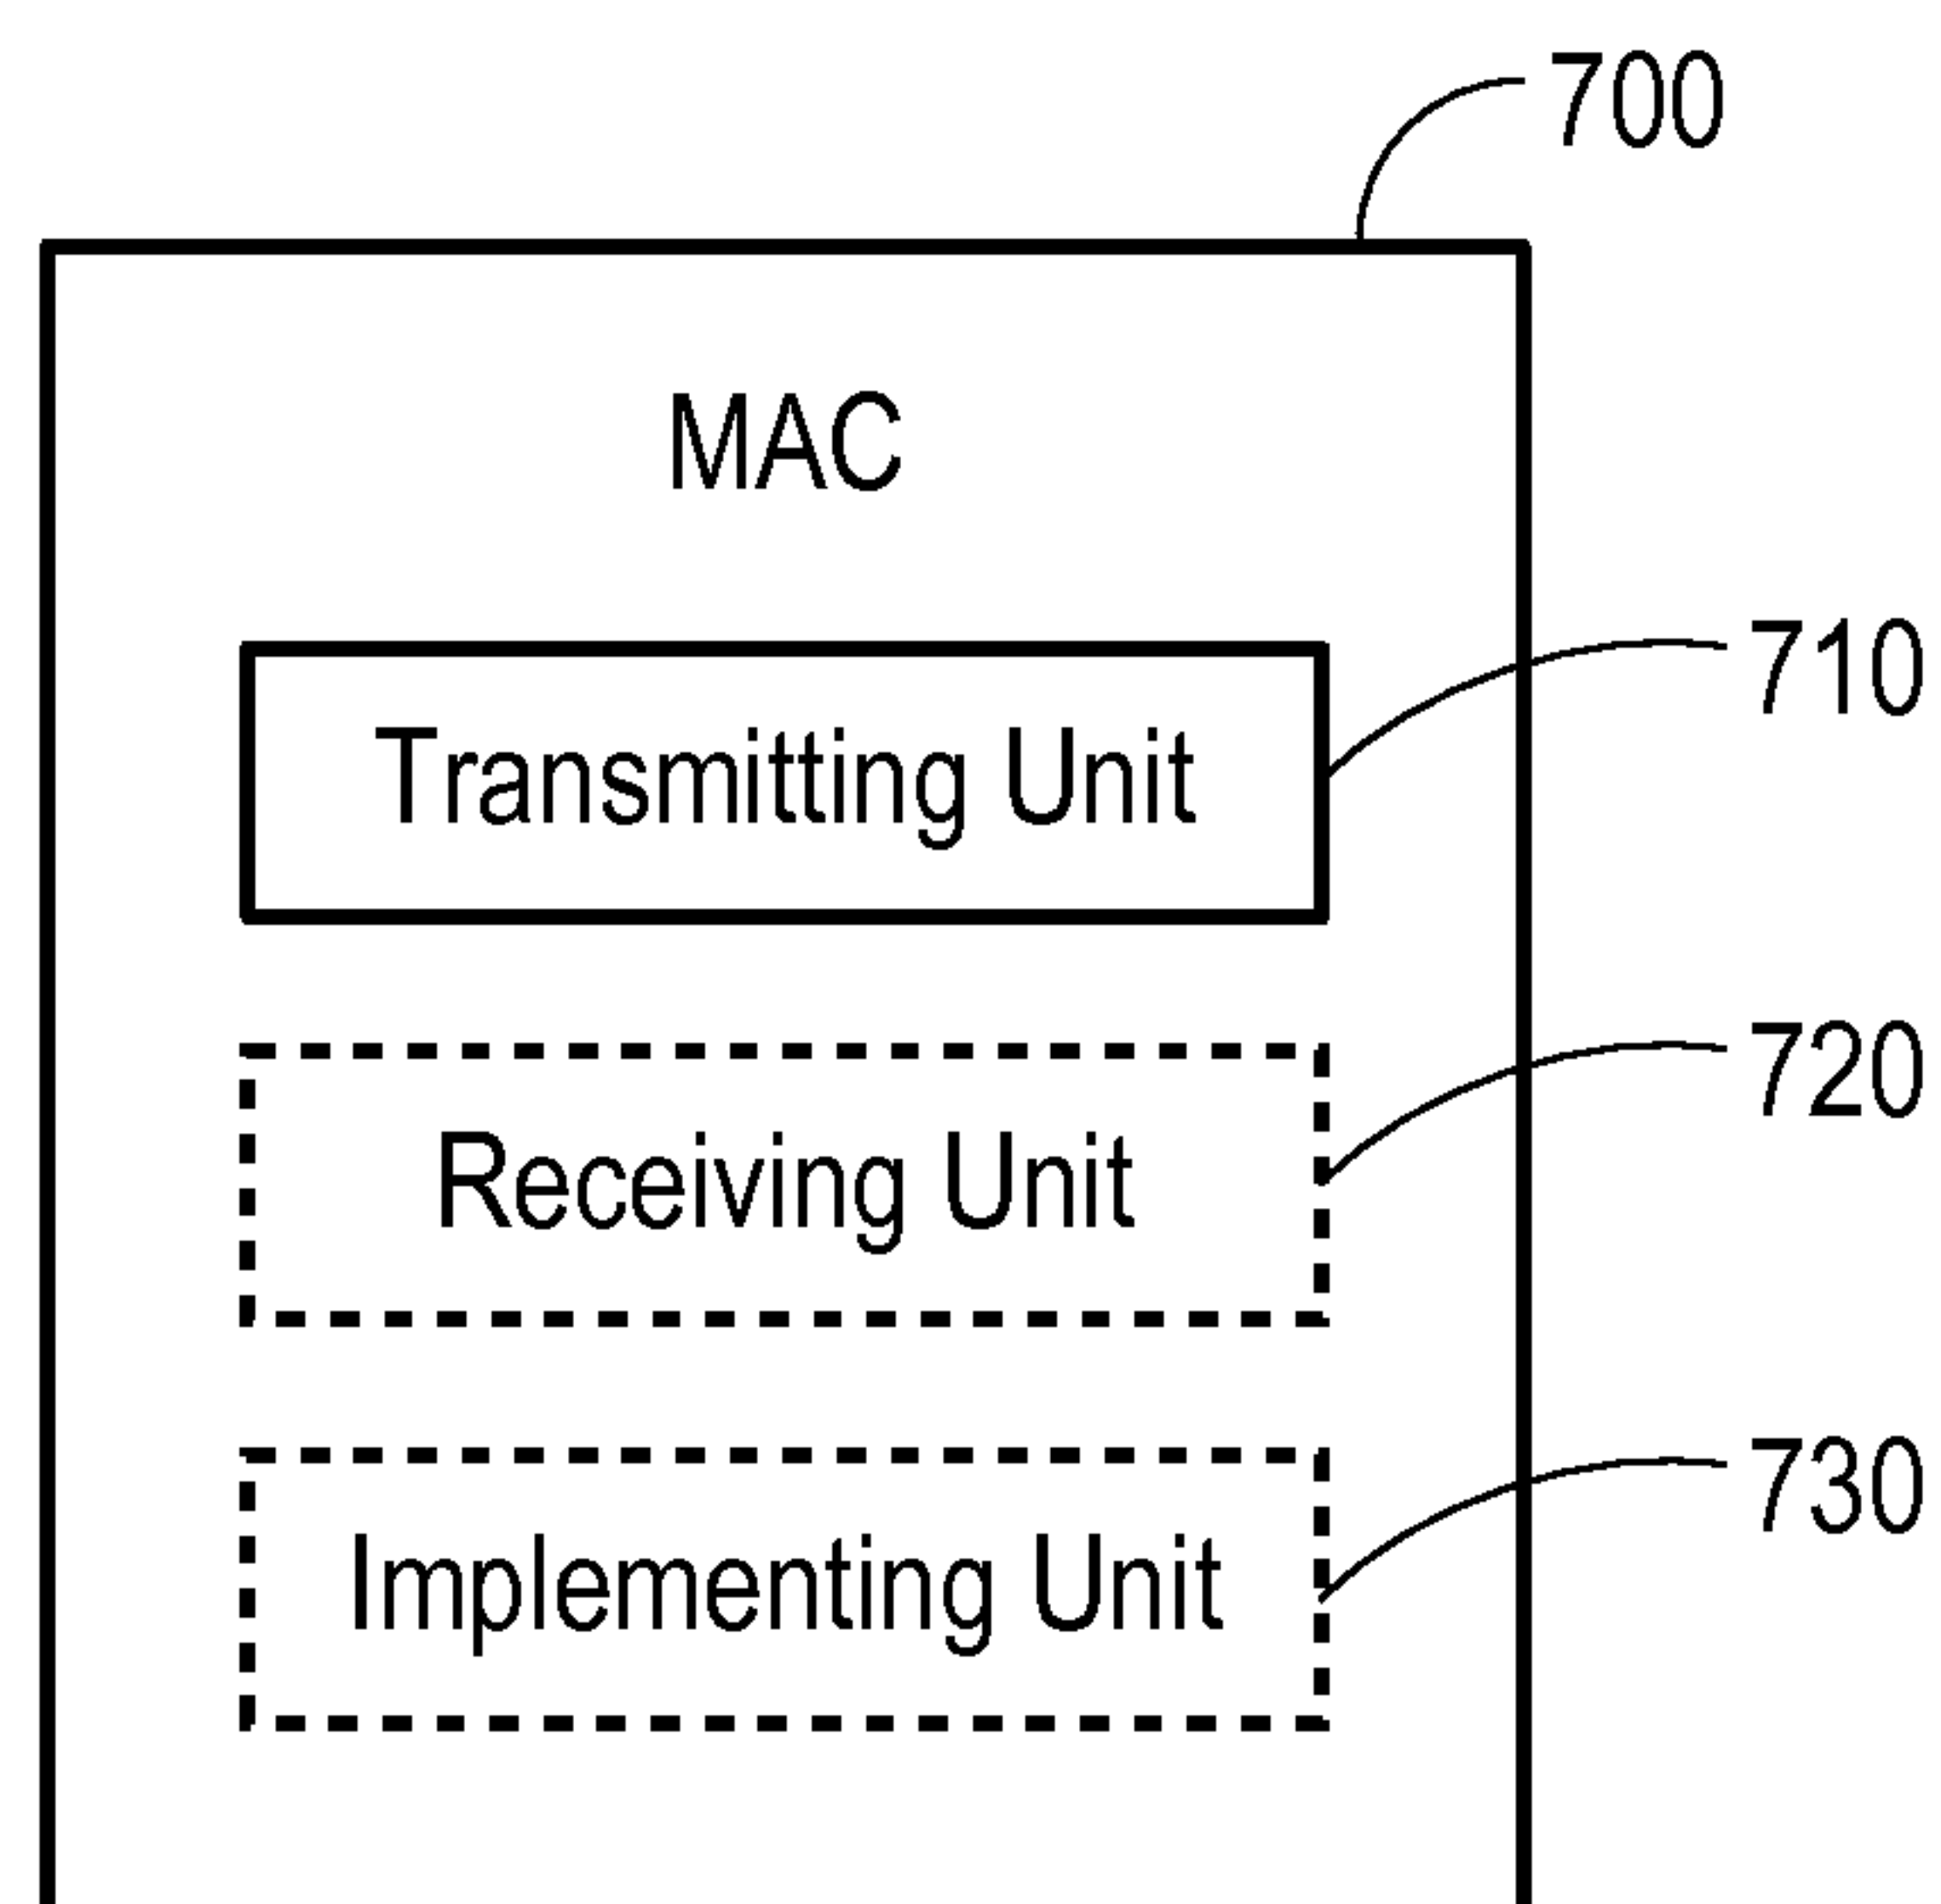 700
MAC
710
Transmitting Unit
720
Receiving Unit
730
Implementing Unit